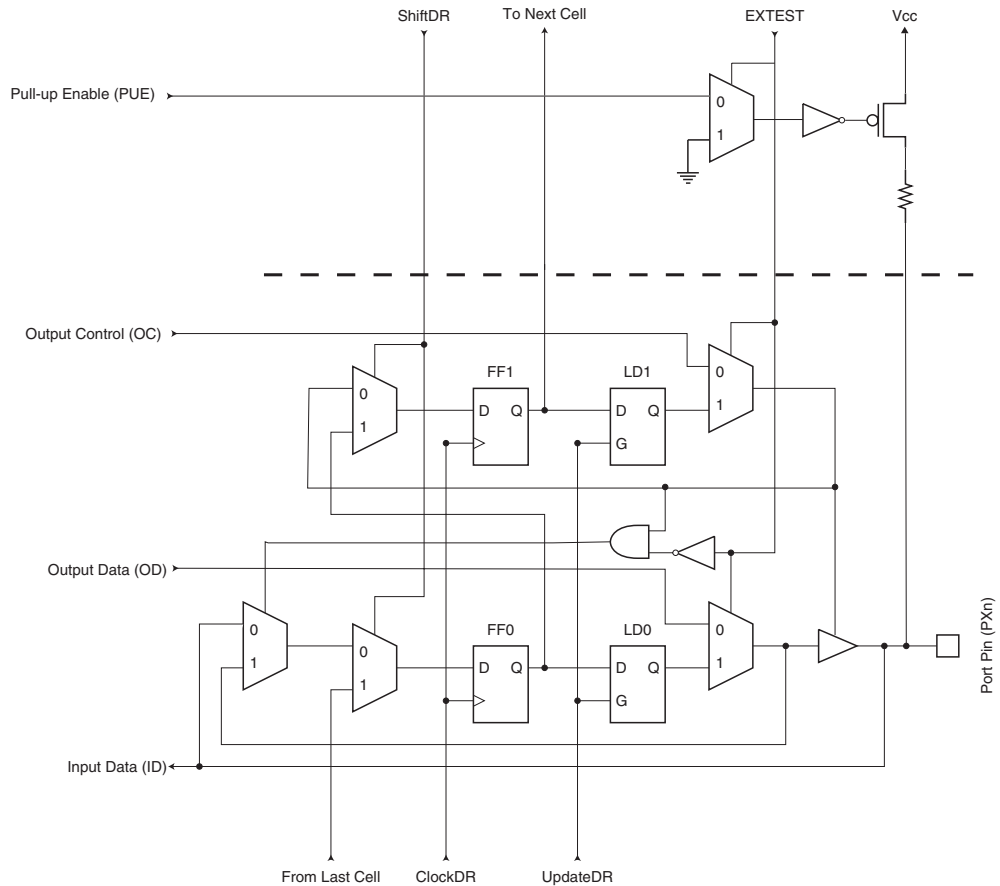 ShiftDR
To Next Cell
EXTEST
Vcc
Pull-up Enable (PUE)
0
1
Output Control (OC)
FF1
LD1
0
1
0
1
D Q
D Q
G
Output Data (OD)
FF0
LD0
0
1
0
1
0
1
D Q
D Q
G
Port Pin (PXn)
Input Data (ID)
From Last Cell
ClockDR
UpdateDR